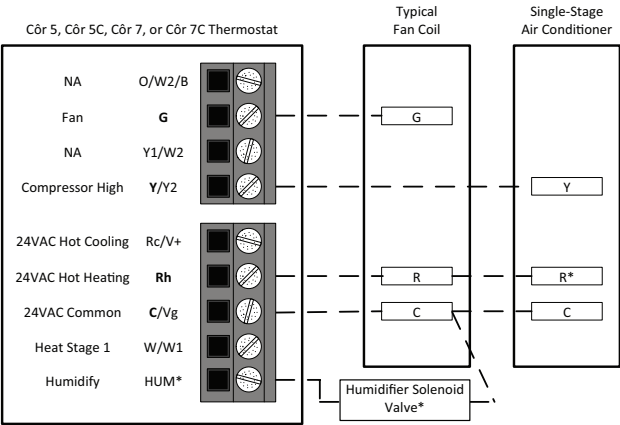 Côr 5, Côr 5C, Côr 7, or Côr 7C Thermostat
Typical
Fan Coil
Single-Stage
Air Conditioner
NA O/W2/B
Fan G G
NA Y1/W2
Compressor High Y/Y2 Y
24VAC Hot Cooling Rc/V+
24VAC Hot Heating Rh R R*
24VAC Common C/Vg C C
Heat Stage 1 W/W1
Humidify HUM*
Humidifier Solenoid
Valve*